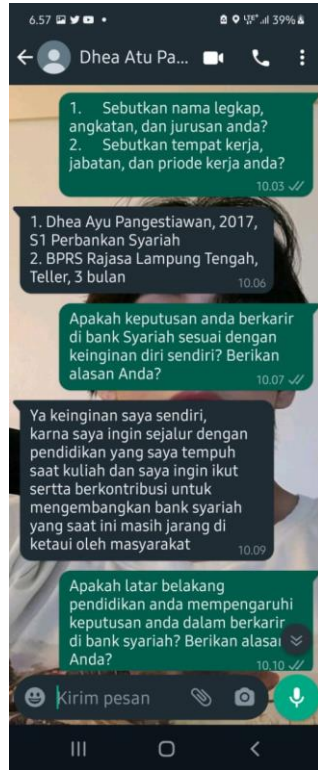 6.57
39%
Dhea Atu Pa...
1. Sebutkan nama legkap,
angkatan, dan jurusan anda?
2. Sebutkan tempat kerja,
jabatan, dan priode kerja anda?
10.03
1. Dhea Ayu Pangestiawan, 2017,
S1 Perbankan Syariah
2. BPRS Rajasa Lampung Tengah,
Teller, 3 bulan
10.06
Apakah keputusan anda berkarir
di bank Syariah sesuai dengan
keinginan diri sendiri? Berikan
alasan Anda?
10.07
Ya keinginan saya sendiri,
karna saya ingin sejalur dengan
pendidikan yang saya tempuh
saat kuliah dan saya ingin ikut
sertta berkontribusi untuk
mengembangkan bank syariah
yang saat ini masih jarang di
ketaui oleh masyarakat
10.09
Apakah latar belakang
pendidikan anda mempengaruhi
keputusan anda dalam berkarir
di bank syariah? Berikan alasan
Anda?
10.10
Kirim pesan